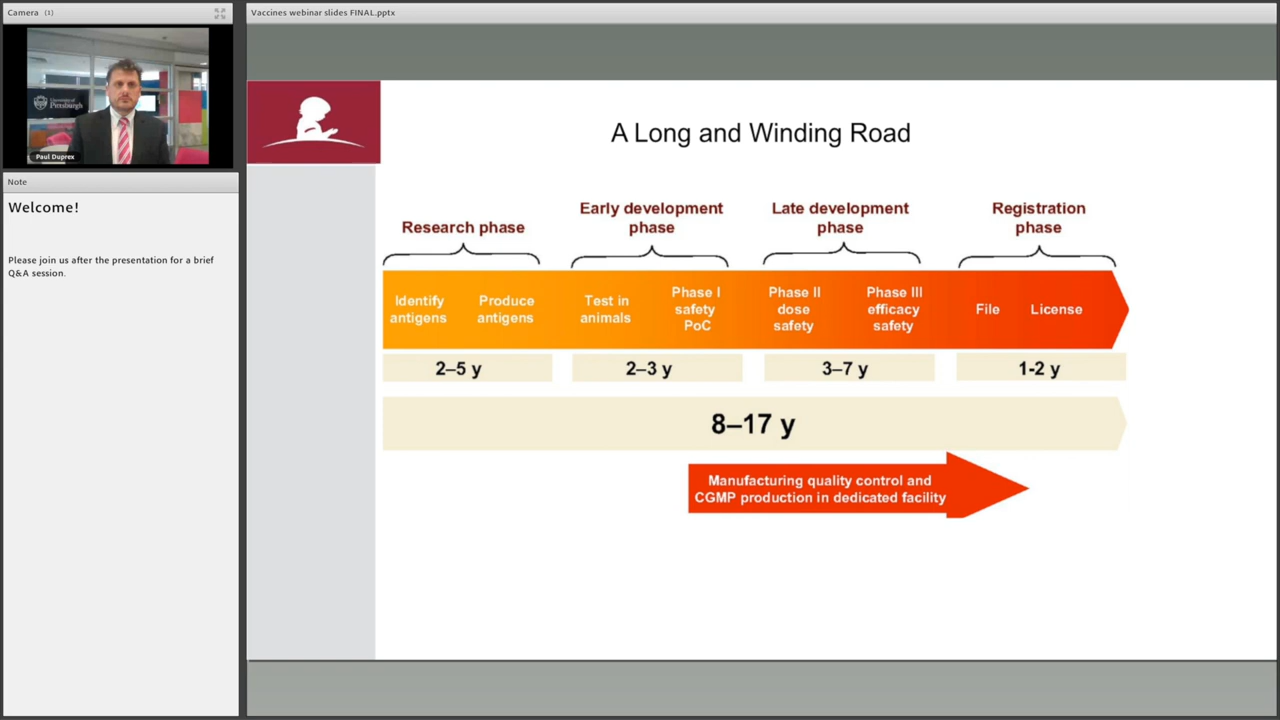 Camera (1)
University of
Pittsburgh
Paul Duprex
Note
Welcome!
Please join us after the presentation for a brief
Q&A session.
Vaccines webinar slides FINAL.pptx
A Long and Winding Road
Research phase
Early development
phase
Late development
phase
Registration
phase
Identify
antigens
Produce
antigens
Test in
animals
Phase I
safety
PoC
Phase II
dose
safety
Phase III
efficacy
safety
File
License
2–5 y
2–3 y
3–7 y
1-2 y
8–17 y
Manufacturing quality control and
CGMP production in dedicated facility